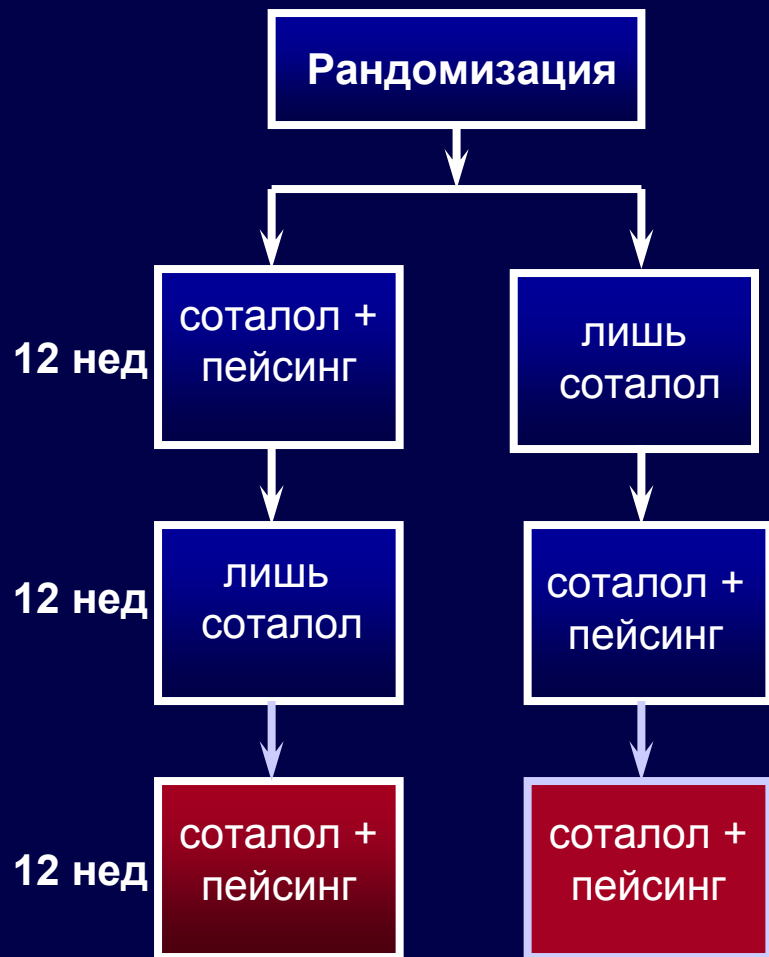 Рандомизация
12 нед
соталол +
пейсинг
лишь
соталол
12 нед
лишь
соталол
соталол +
пейсинг
12 нед
соталол +
пейсинг
соталол +
пейсинг